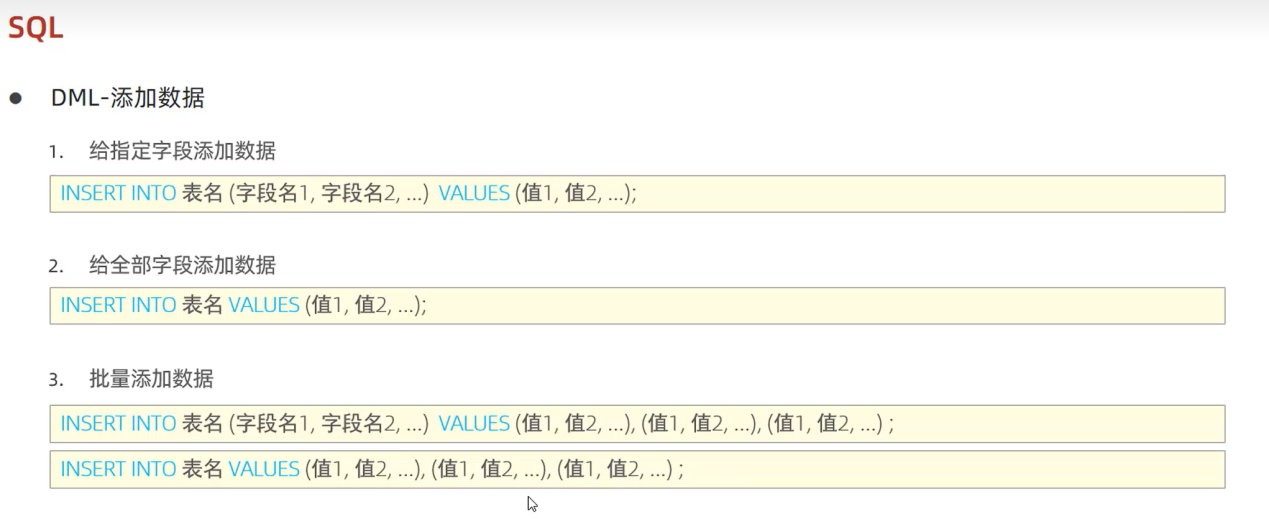 SQL
DML-添加数据
1. 给指定字段添加数据
INSERT INTO 表名 (字段名1, 字段名2, ...) VALUES (值1, 值2, ...);
2. 给全部字段添加数据
INSERT INTO 表名 VALUES (值1, 值2, ...);
3. 批量添加数据
INSERT INTO 表名 (字段名1, 字段名2, ...) VALUES (值1, 值2, ...), (值1, 值2, ...), (值1, 值2, ...) ;
INSERT INTO 表名 VALUES (值1, 值2, ...), (值1, 值2, ...), (值1, 值2, ...) ;